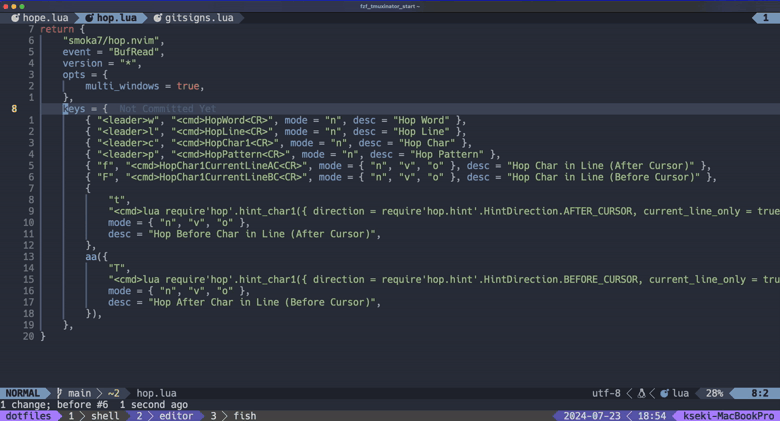 fzf_tmuxinator_start ~
hope.lua hop.lua gitsigns.lua 1
7 return {
6 "smoka7/hop.nvim",
5 event = "BufRead",
4 version = "*",
3 opts = {
2 multi_windows = true,
1 },
8 keys = { Not Committed Yet
1 { "<leader>w", "<cmd>HopWord<CR>", mode = "n", desc = "Hop Word" },
2 { "<leader>l", "<cmd>HopLine<CR>", mode = "n", desc = "Hop Line" },
3 { "<leader>c", "<cmd>HopChar1<CR>", mode = "n", desc = "Hop Char" },
4 { "<leader>p", "<cmd>HopPattern<CR>", mode = "n", desc = "Hop Pattern" },
5 { "f", "<cmd>HopChar1CurrentLineAC<CR>", mode = { "n", "v", "o" }, desc = "Hop Char in Line (After Cursor)" },
6 { "F", "<cmd>HopChar1CurrentLineBC<CR>", mode = { "n", "v", "o" }, desc = "Hop Char in Line (Before Cursor)" },
7 {
8 "t",
9 "<cmd>lua require'hop'.hint_char1({ direction = require'hop.hint'.HintDirection.AFTER_CURSOR, current_line_only = true
10 mode = { "n", "v", "o" },
11 desc = "Hop Before Char in Line (After Cursor)",
12 },
13 aa({
14 "T",
15 "<cmd>lua require'hop'.hint_char1({ direction = require'hop.hint'.HintDirection.BEFORE_CURSOR, current_line_only = tru
16 mode = { "n", "v", "o" },
17 desc = "Hop After Char in Line (Before Cursor)",
18 }),
19 },
20 }
NORMAL main ~2 hop.lua utf-8 lua 28% 8:2
1 change; before #6 1 second ago
dotfiles 1 shell 2 editor 3 fish 2024-07-23 18:54 kseki-MacBookPro